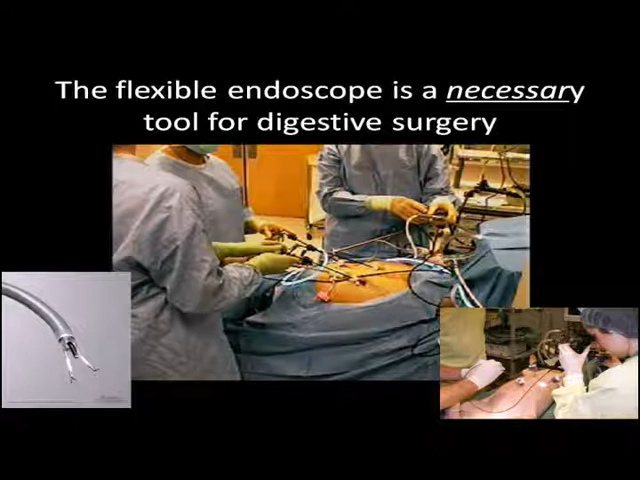 The flexible endoscope is a necessary
tool for digestive surgery